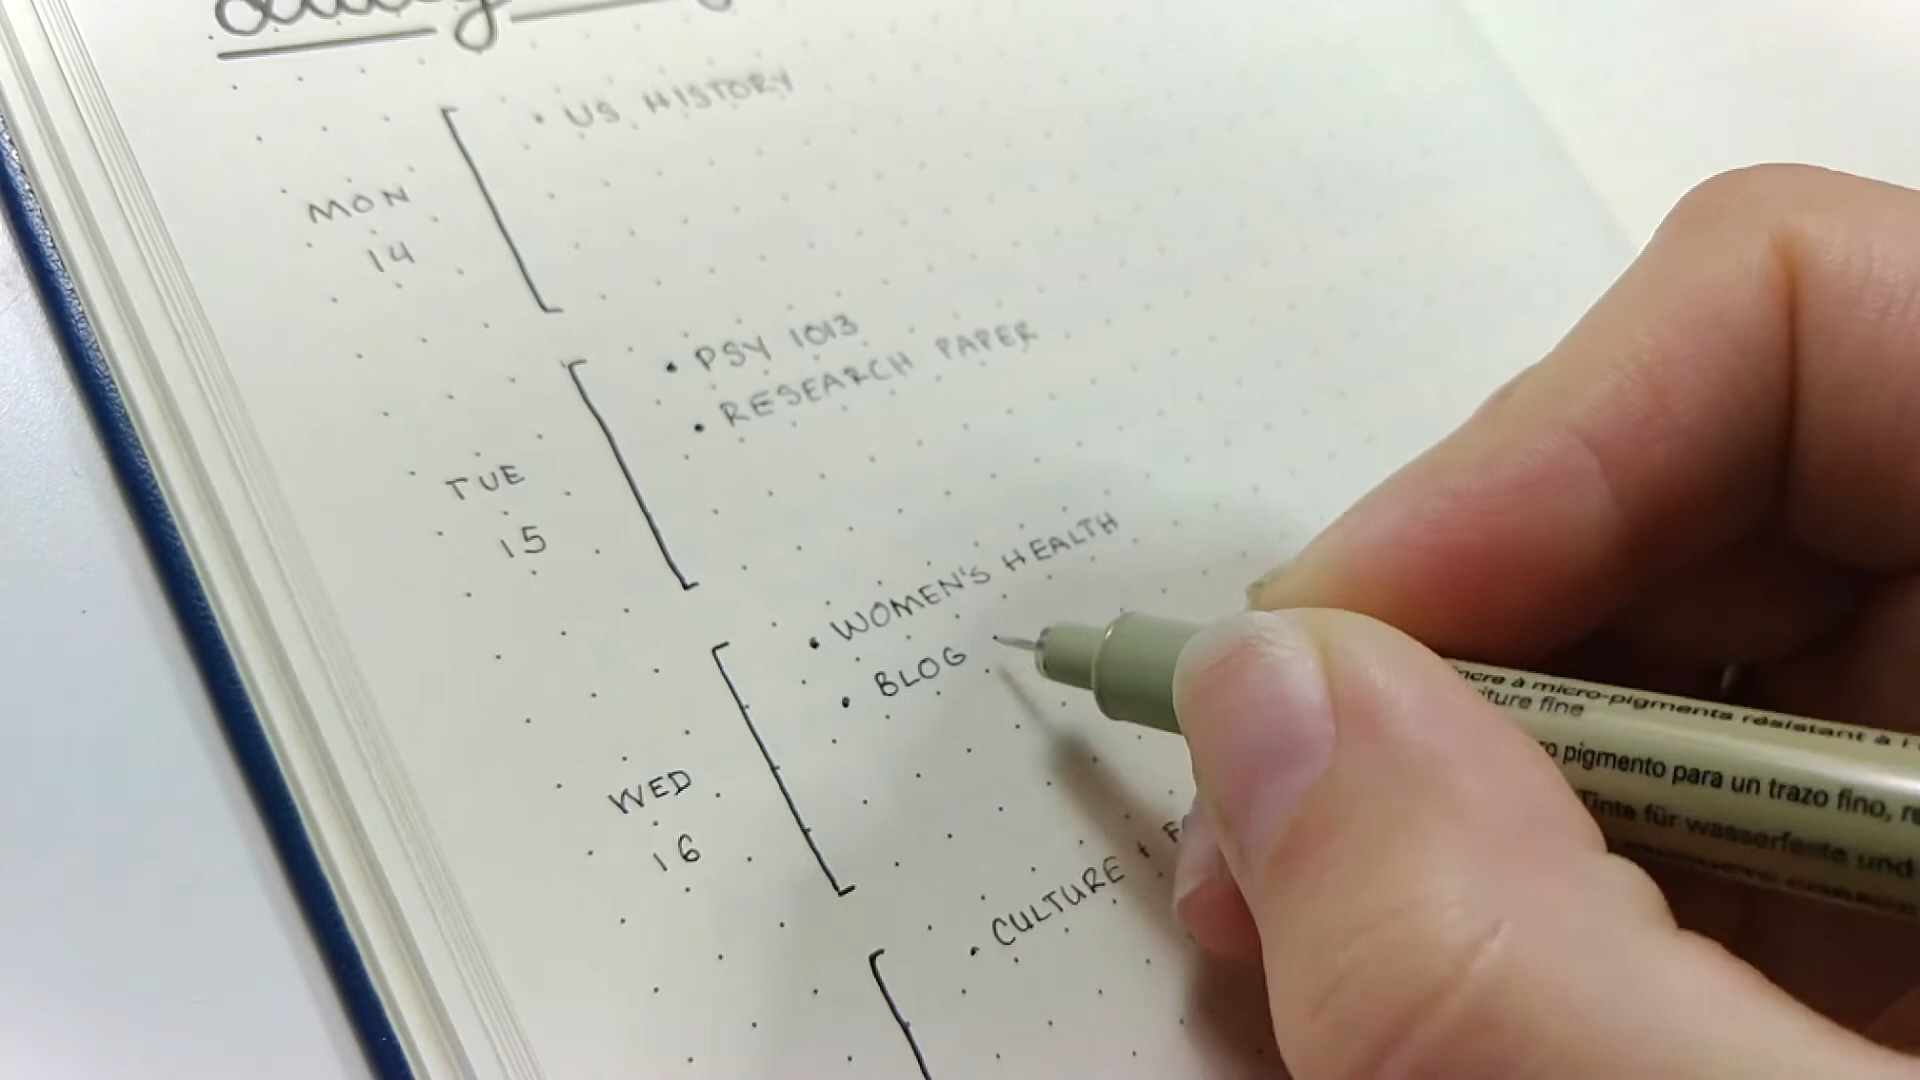 • US HISTORY
MON
14
• PSY 1013
• RESEARCH PAPER
TUE
15
• WOMEN'S HEALTH
• BLOG
WED
16
• CULTURE +
encre à micro-pigments résistant à l'
fine
pigmento para un trazo fino,
Tinte für wasserfeste und